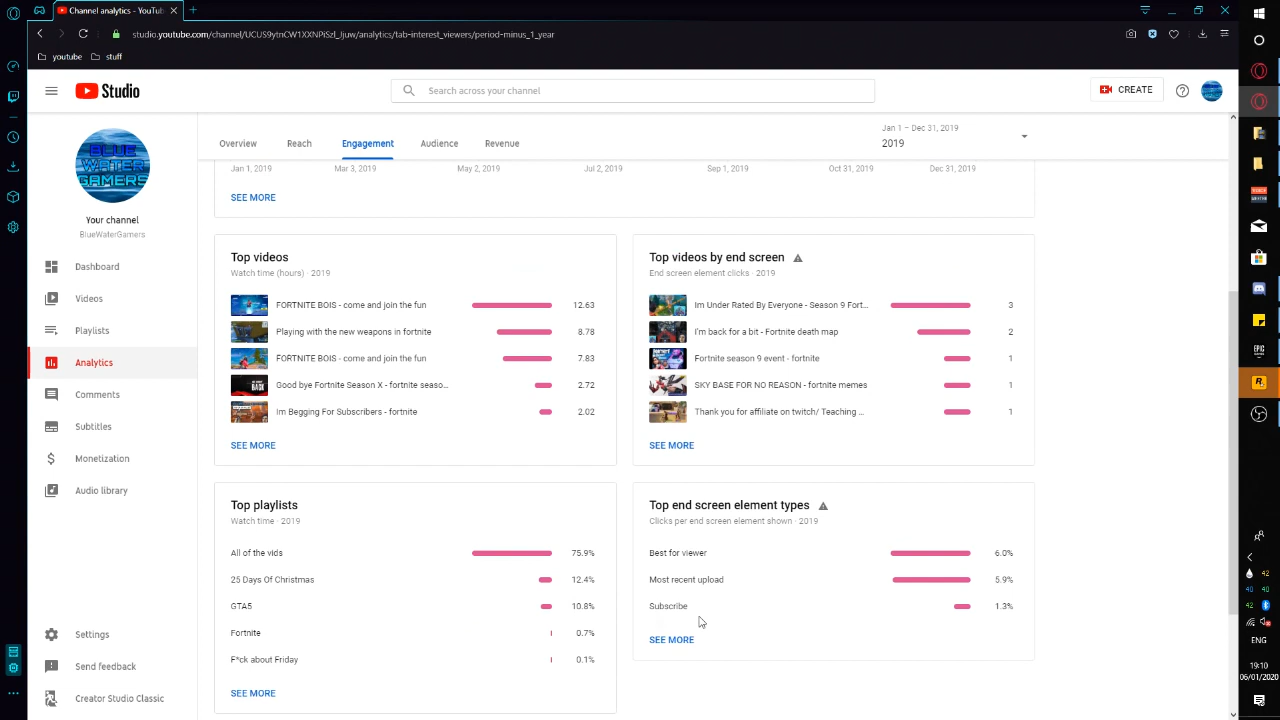 Channel analytics - YouTub
studio.youtube.com/channel/UCUS9ytnCW1XXNPiSzI_Ijuw/analytics/tab-interest_viewers/period-minus_1_year
youtube
stuff
Studio
Search across your channel
CREATE
BLUE
WATER
GAMERS
Your channel
BlueWaterGamers
Dashboard
Videos
Playlists
Analytics
Comments
Subtitles
Monetization
Audio library
Settings
Send feedback
Creator Studio Classic
Overview
Reach
Engagement
Audience
Revenue
Jan 1 – Dec 31, 2019
2019
Jan 1, 2019
Mar 3, 2019
May 2, 2019
Jul 2, 2019
Sep 1, 2019
Oct 31, 2019
Dec 31, 2019
SEE MORE
Top videos
Watch time (hours) · 2019
FORTNITE BOIS - come and join the fun 12.63
Playing with the new weapons in fortnite 8.78
FORTNITE BOIS - come and join the fun 7.83
Good bye Fortnite Season X - fortnite seaso... 2.72
Im Begging For Subscribers - fortnite 2.02
SEE MORE
Top videos by end screen
End screen element clicks · 2019
Im Under Rated By Everyone - Season 9 Fort... 3
I'm back for a bit - Fortnite death map 2
Fortnite season 9 event - fortnite 1
SKY BASE FOR NO REASON - fortnite memes 1
Thank you for affiliate on twitch/ Teaching ... 1
SEE MORE
Top playlists
Watch time · 2019
All of the vids 75.9%
25 Days Of Christmas 12.4%
GTA5 10.8%
Fortnite 0.7%
F*ck about Friday 0.1%
SEE MORE
Top end screen element types
Clicks per end screen element shown · 2019
Best for viewer 6.0%
Most recent upload 5.9%
Subscribe 1.3%
SEE MORE
EPIC
42
40 40
42
ENG
19:10
06/01/2020